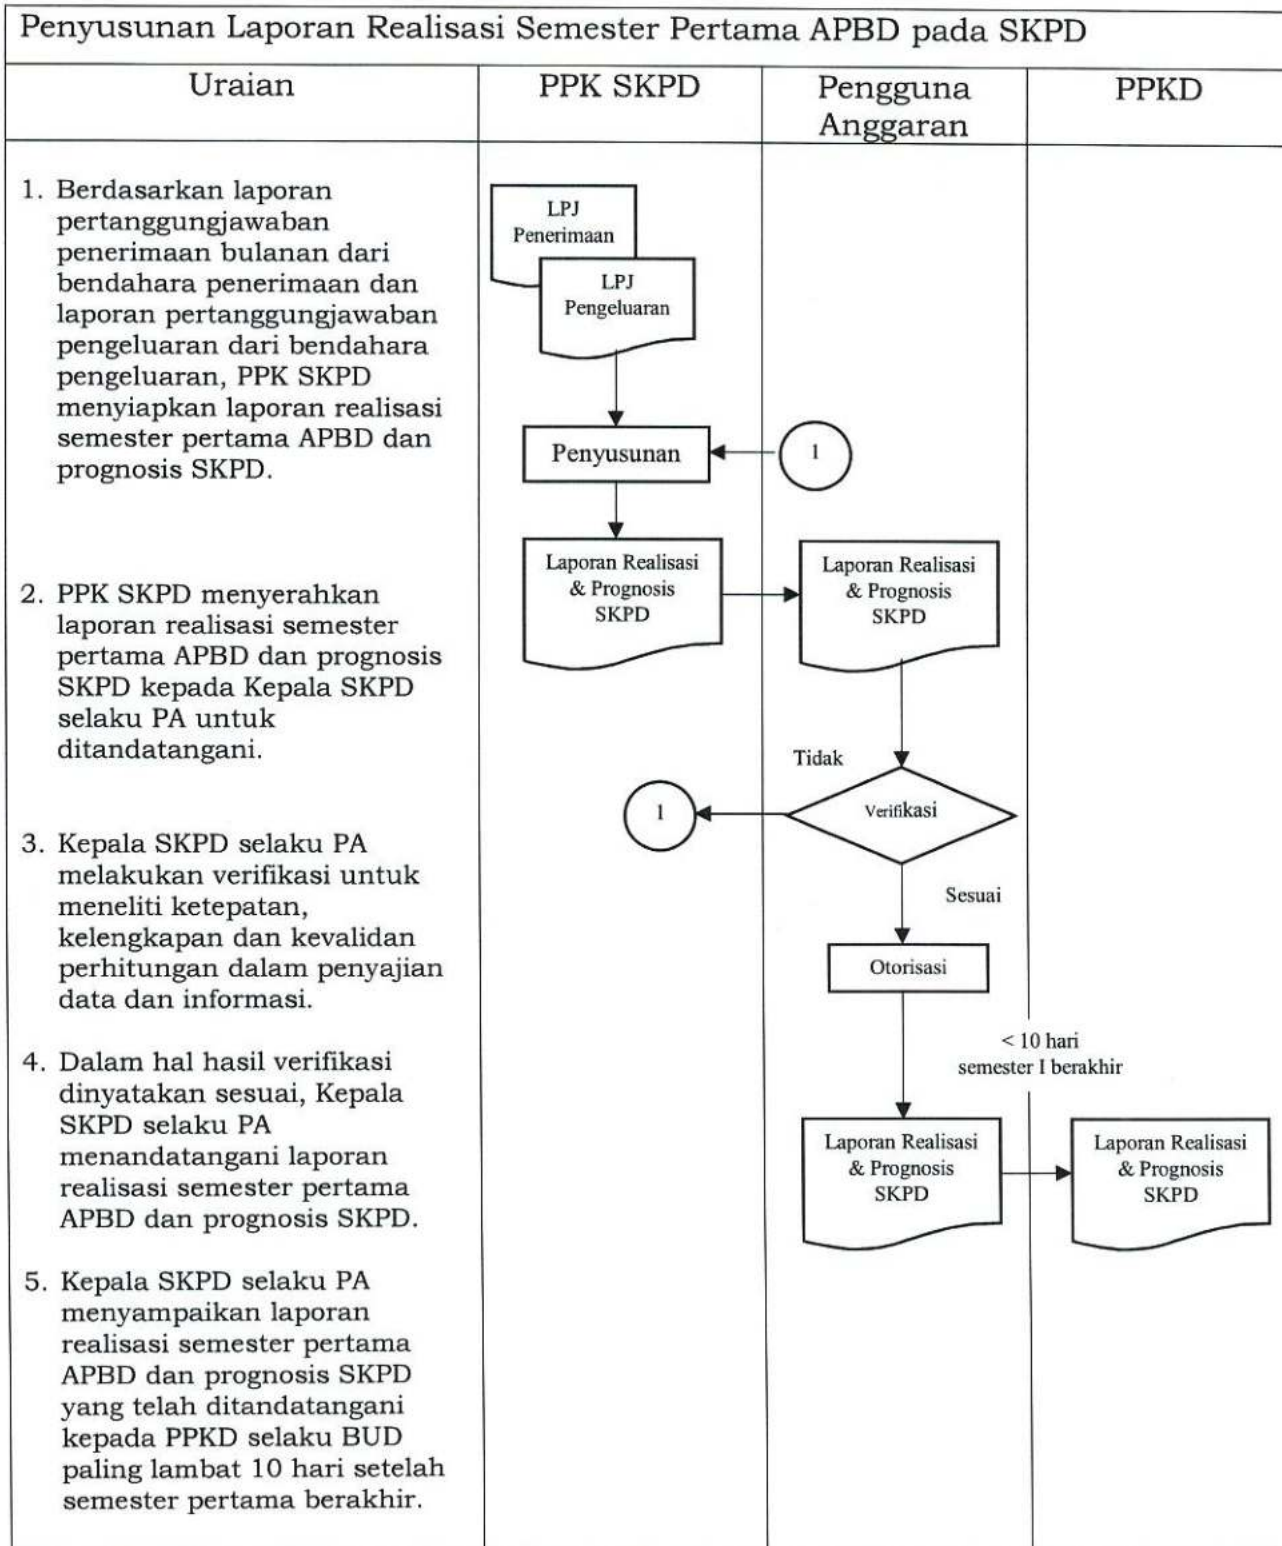 Penyusunan Laporan Realisasi Semester Pertama APBD pada SKPD
Uraian
PPK SKPD
Pengguna
Anggaran
PPKD
1. Berdasarkan laporan
pertanggungjawaban
penerimaan bulanan dari
bendahara penerimaan dan
laporan pertanggungjawaban
pengeluaran dari bendahara
pengeluaran, PPK SKPD
menyiapkan laporan realisasi
semester pertama APBD dan
prognosis SKPD.
2. PPK SKPD menyerahkan
laporan realisasi semester
pertama APBD dan prognosis
SKPD kepada Kepala SKPD
selaku PA untuk
ditandatangani.
3. Kepala SKPD selaku PA
melakukan verifikasi untuk
meneliti ketepatan,
kelengkapan dan kevalidan
perhitungan dalam penyajian
data dan informasi.
4. Dalam hal hasil verifikasi
dinyatakan sesuai, Kepala
SKPD selaku PA
menandatangani laporan
realisasi semester pertama
APBD dan prognosis SKPD.
5. Kepala SKPD selaku PA
menyampaikan laporan
realisasi semester pertama
APBD dan prognosis SKPD
yang telah ditandatangani
kepada PPKD selaku BUD
paling lambat 10 hari setelah
semester pertama berakhir.
LPJ
Penerimaan
LPJ
Pengeluaran
Penyusunan
1
Laporan Realisasi
& Prognosis
SKPD
Laporan Realisasi
& Prognosis
SKPD
Tidak
1
Verifikasi
Sesuai
Otorisasi
< 10 hari
semester I berakhir
Laporan Realisasi
& Prognosis
SKPD
Laporan Realisasi
& Prognosis
SKPD